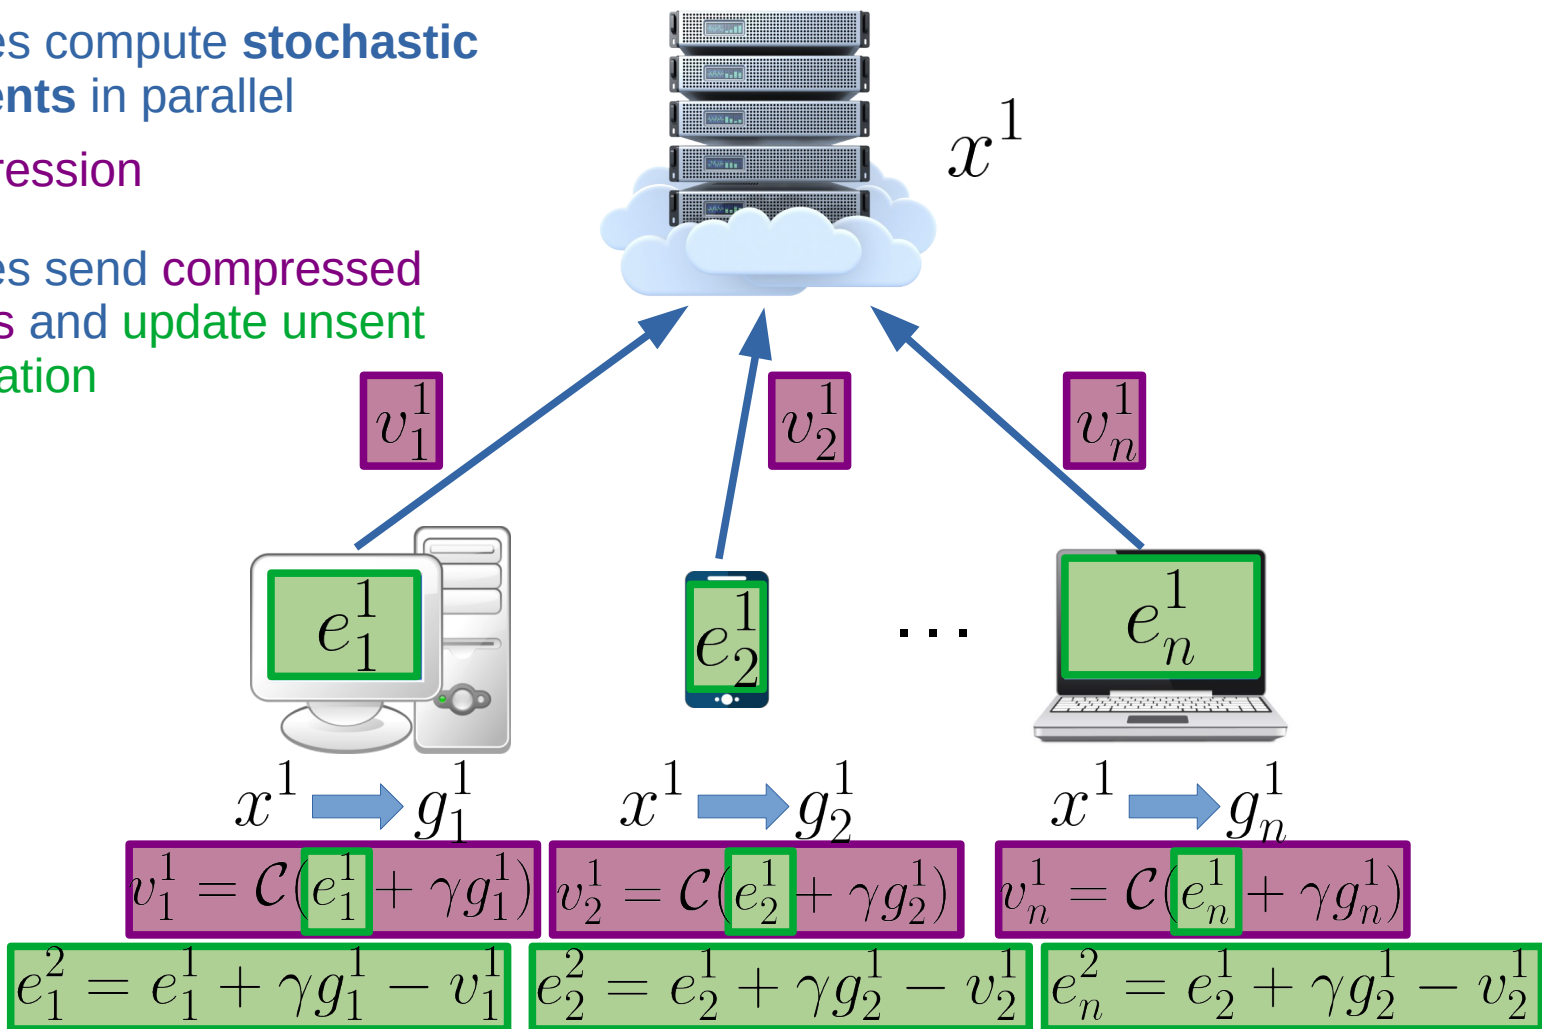 es compute stochastic
ents in parallel
x^1
ression
es send compressed
s and update unsent
ation
v_1^1 v_2^1 v_n^1
e_1^1 e_2^1 ... e_n^1
x^1 g_1^1 x^1 g_2^1 x^1 g_n^1
v_1^1 = C(e_1^1 + γg_1^1) v_2^1 = C(e_2^1 + γg_2^1) v_n^1 = C(e_n^1 + γg_n^1)
e_1^2 = e_1^1 + γg_1^1 − v_1^1 e_2^2 = e_2^1 + γg_2^1 − v_2^1 e_n^2 = e_2^1 + γg_2^1 − v_2^1